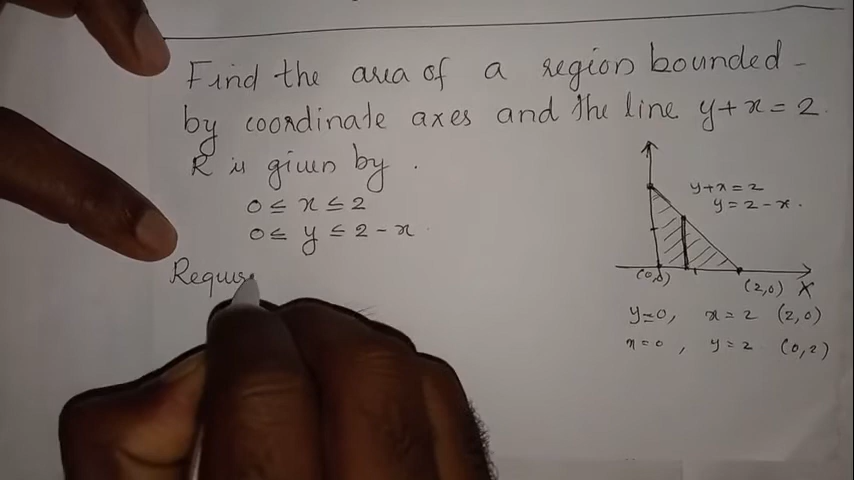 Find the area of a region bounded -
by coordinate axes and the line y + x = 2.
R is given by.
0 ≤ x ≤ 2
0 ≤ y ≤ 2 - x.
y + x = 2
y = 2 - x.
(0,0)
(2,0) X
y = 0, x = 2 (2,0)
x = 0, y = 2 (0,2)